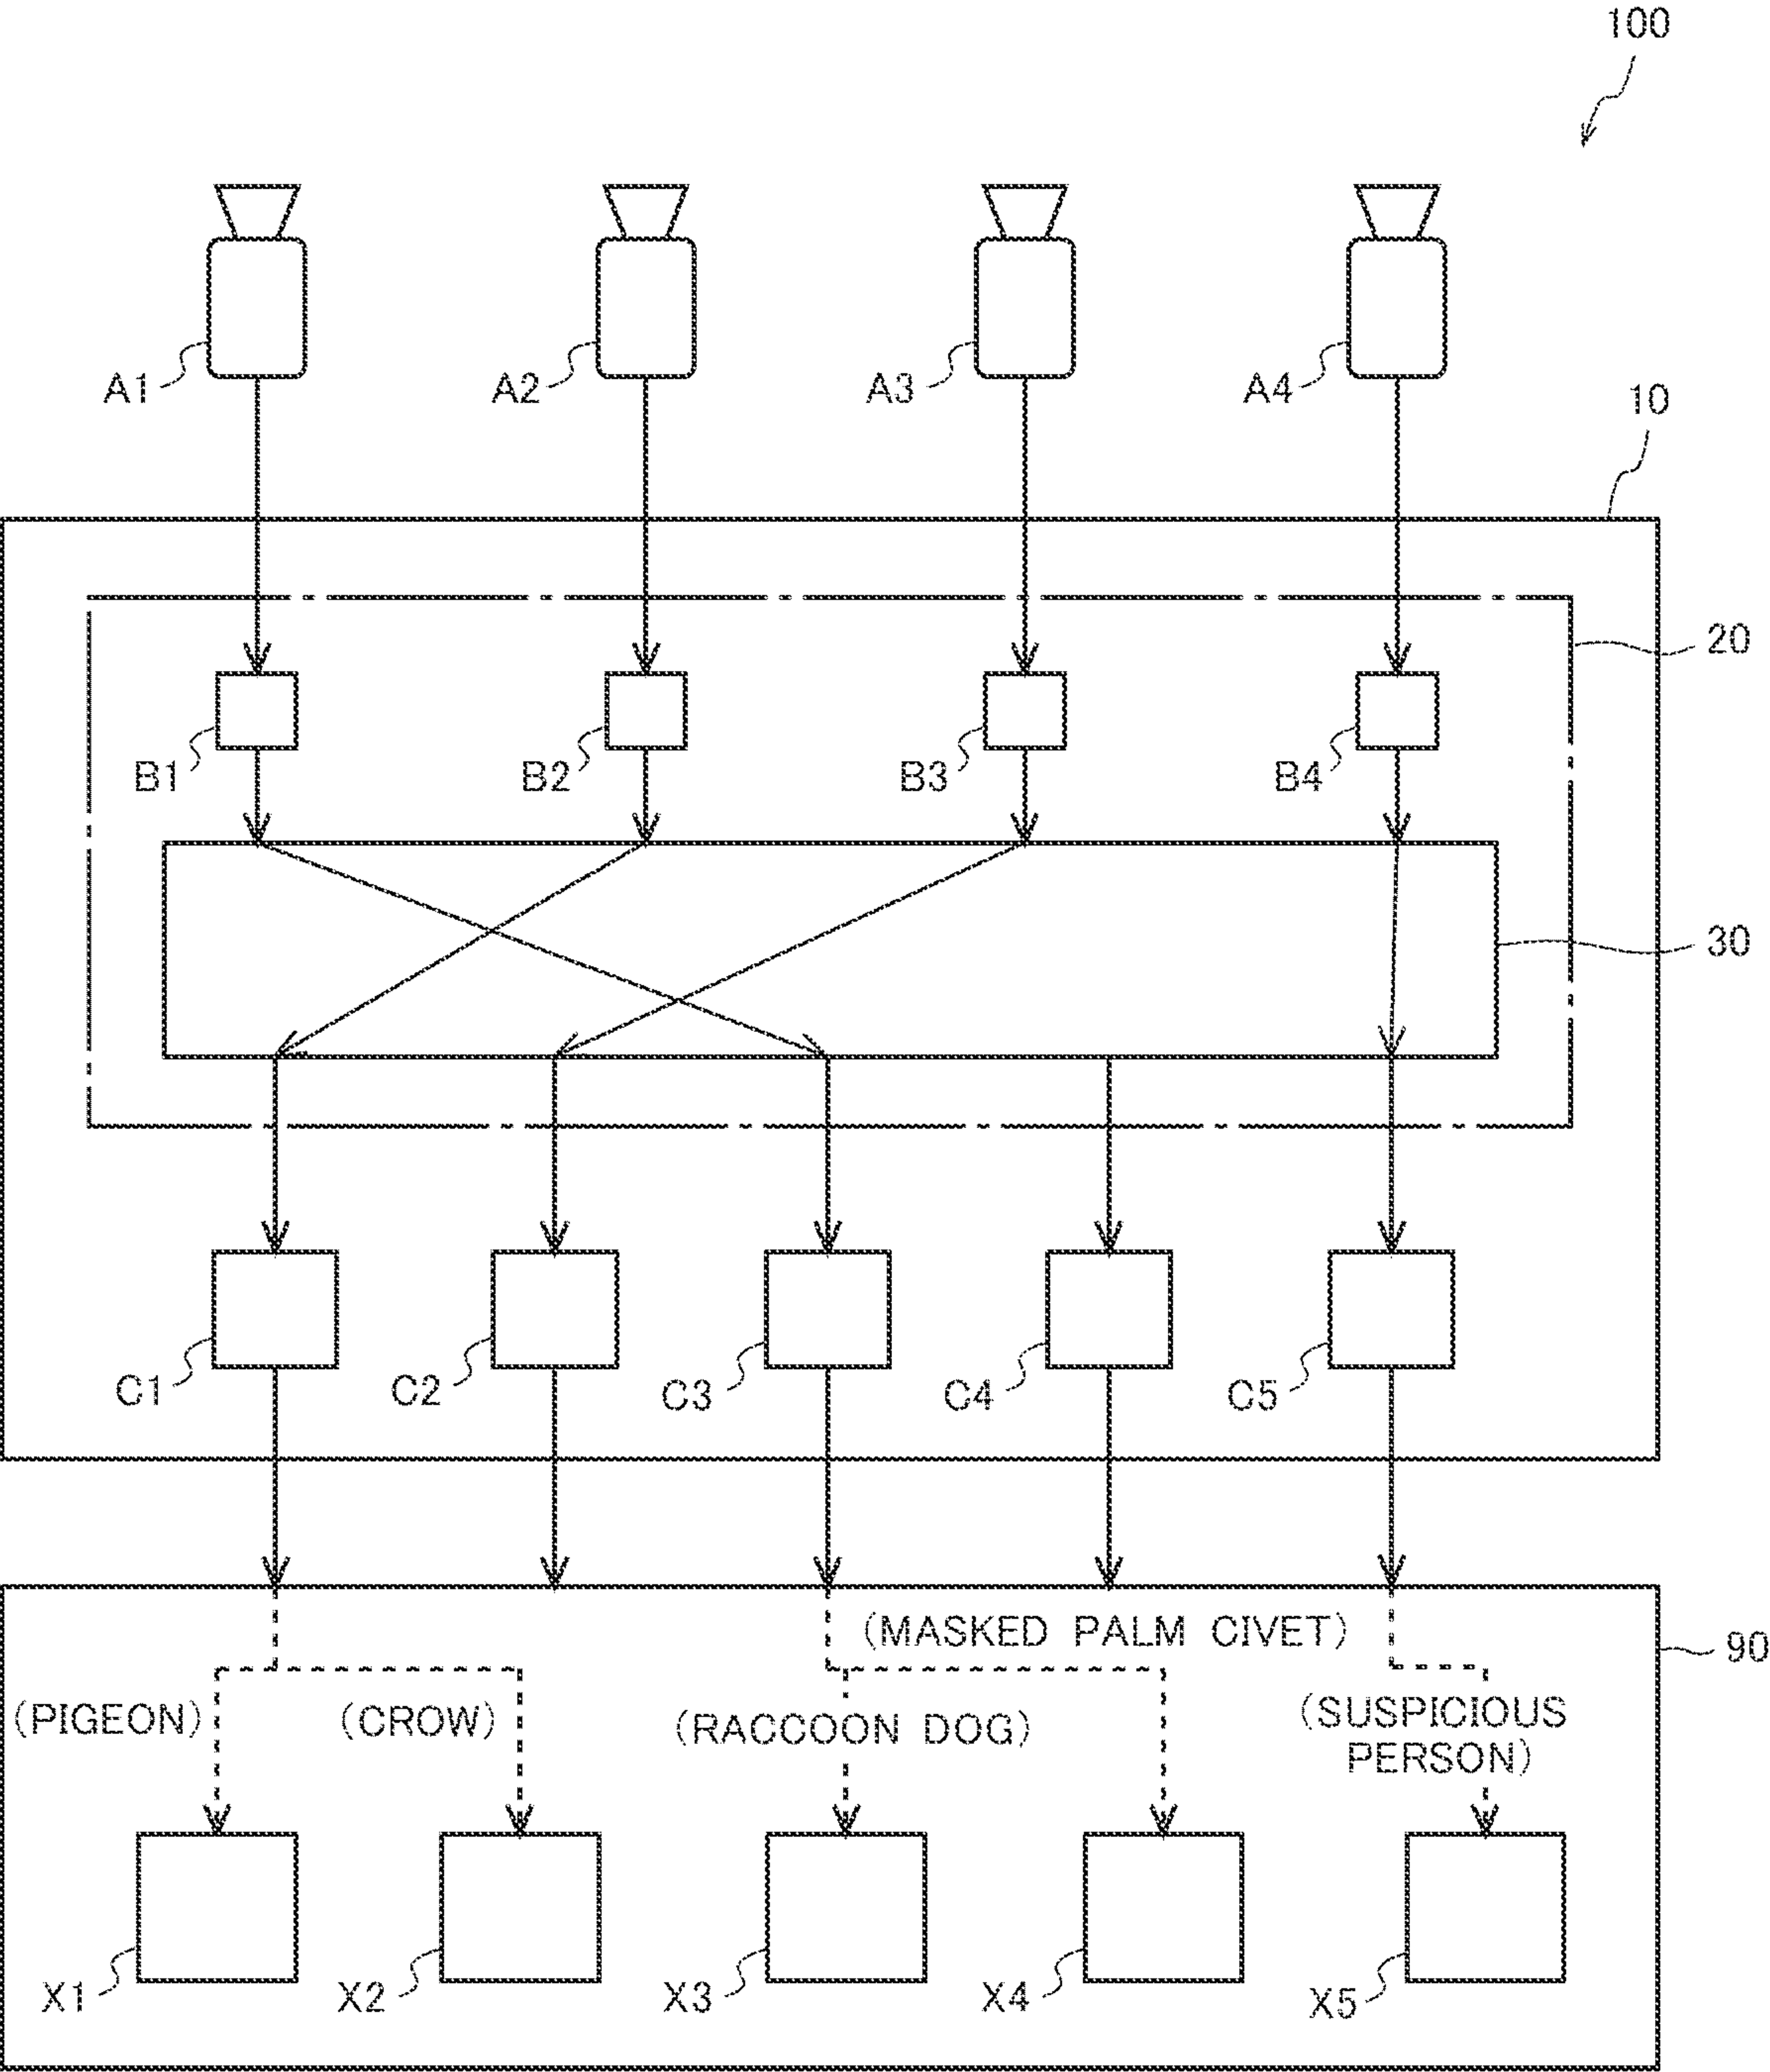 100
A1
A2
A3
A4
10
20
B1
B2
B3
B4
30
C1
C2
C3
C4
C5
(MASKED PALM CIVET)
90
(PIGEON)
(CROW)
(RACCOON DOG)
(SUSPICIOUS
PERSON)
X1
X2
X3
X4
X5